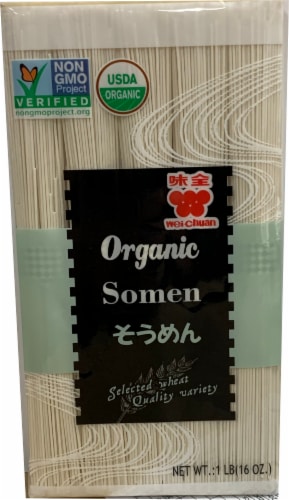 NON
GMO
Project
VERIFIED
nongmoproject.org
USDA
ORGANIC
味全
wei-chuan
Organic
Somen
そうめん
Selected wheat
Quality variety
NET WT.:1 LB(16 OZ.)